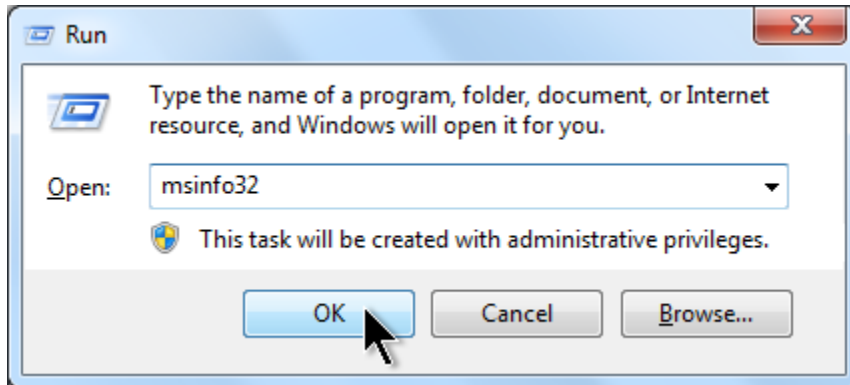 Run
Type the name of a program, folder, document, or Internet
resource, and Windows will open it for you.
Open: msinfo32
This task will be created with administrative privileges.
OK Cancel Browse...